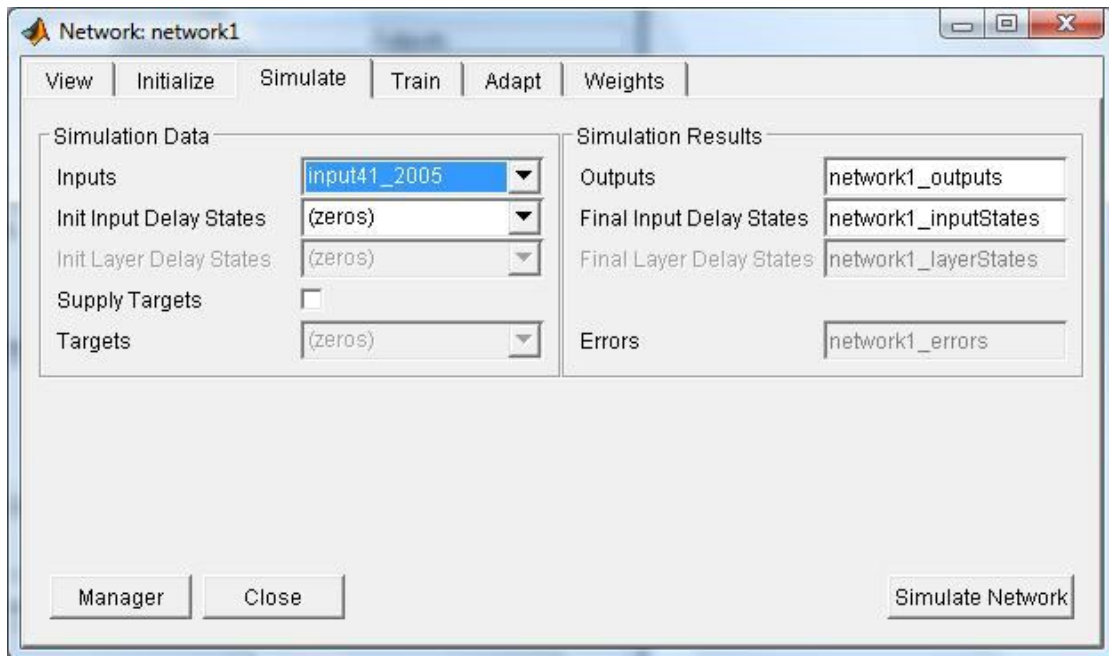 Network: network1
View Initialize Simulate Train Adapt Weights
Simulation Data
Inputs input41_2005
Init Input Delay States (zeros)
Init Layer Delay States (zeros)
Supply Targets
Targets (zeros)
Simulation Results
Outputs network1_outputs
Final Input Delay States network1_inputStates
Final Layer Delay States network1_layerStates
Errors network1_errors
Manager Close Simulate Network